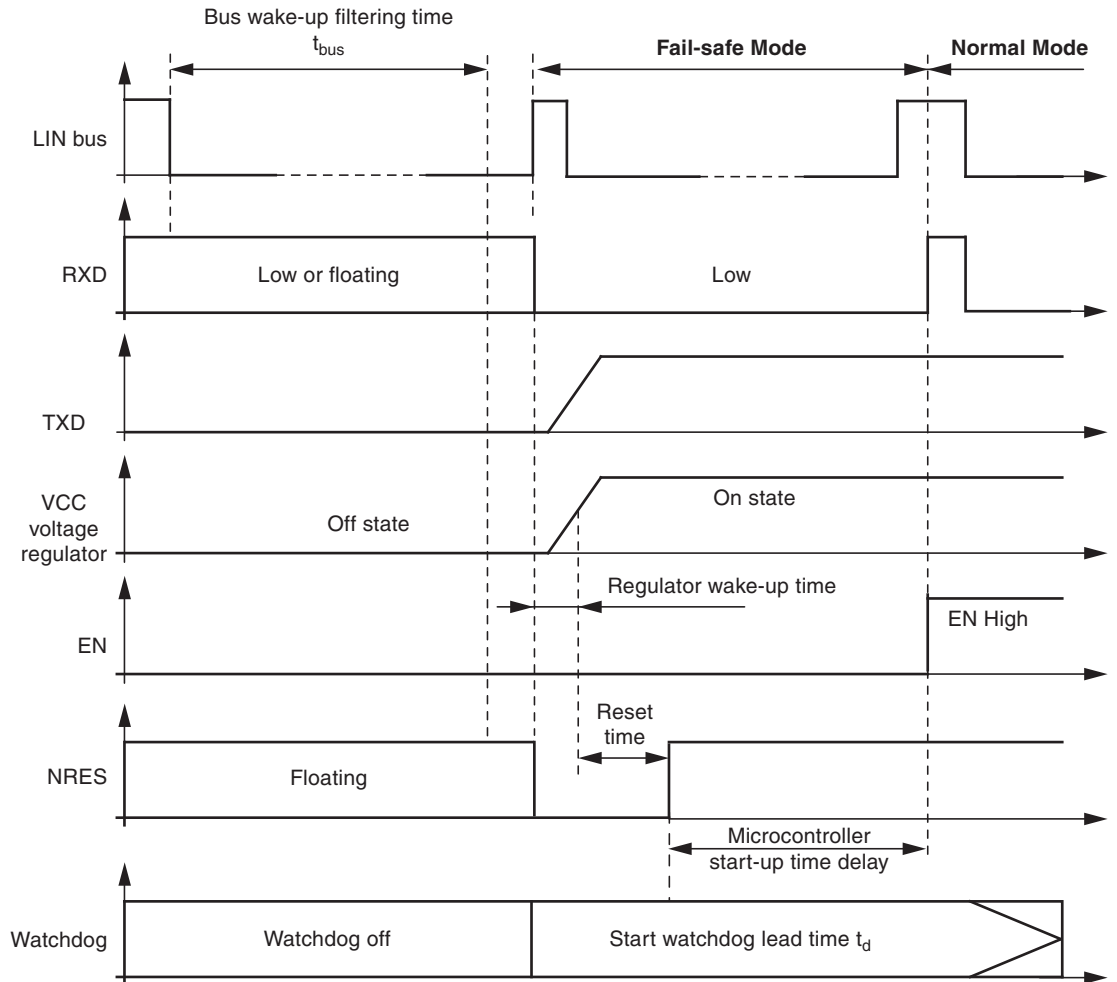 Bus wake-up filtering time
tbus
Fail-safe Mode
Normal Mode
LIN bus
RXD
Low or floating
Low
TXD
VCC
voltage
regulator
Off state
On state
Regulator wake-up time
EN
EN High
Reset
time
NRES
Floating
Microcontroller
start-up time delay
Watchdog
Watchdog off
Start watchdog lead time td